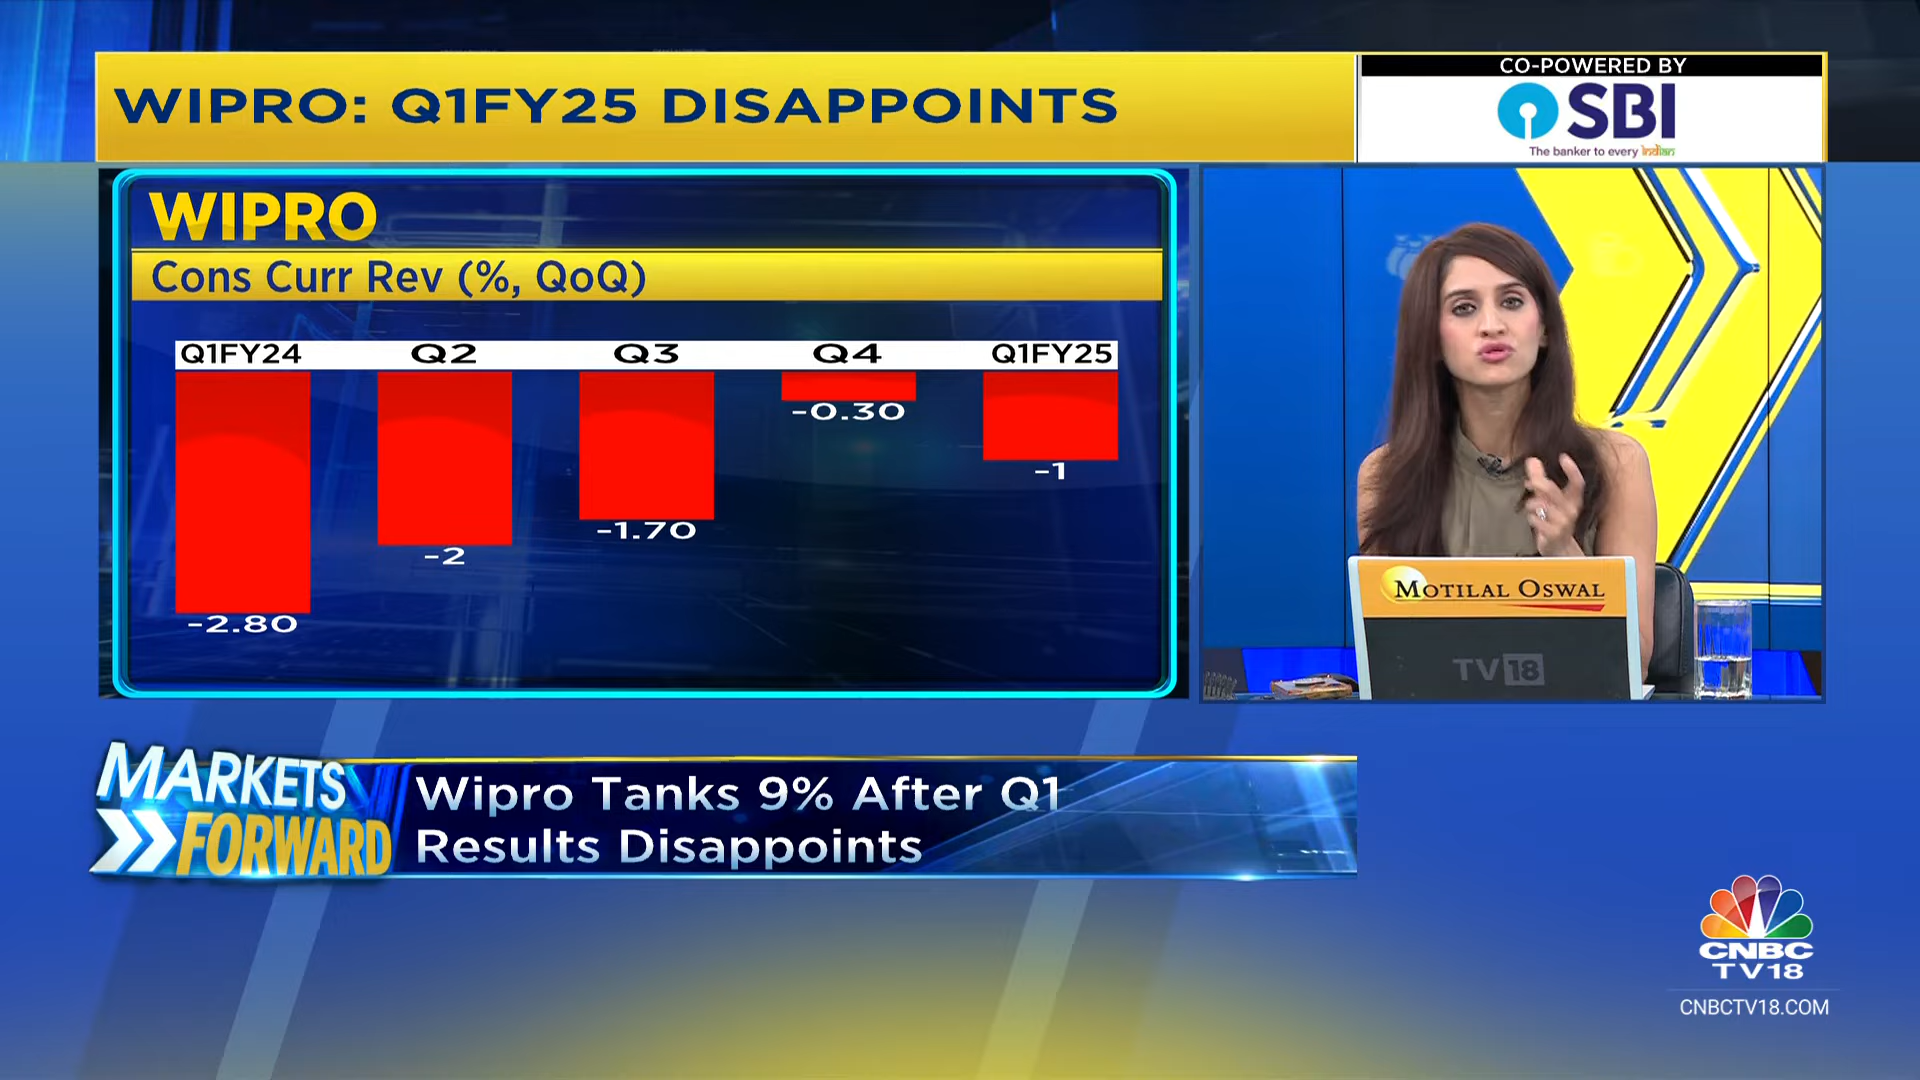 WIPRO: Q1FY25 DISAPPOINTS
CO-POWERED BY
SBI
The banker to every indian
WIPRO
Cons Curr Rev (%, QoQ)
Q1FY24 Q2 Q3 Q4 Q1FY25
-2.80 -2 -1.70 -0.30 -1
MOTILAL OSWAL
TV18
MARKETS
FORWARD
Wipro Tanks 9% After Q1
Results Disappoints
CNBC
TV18
CNBCTV18.COM